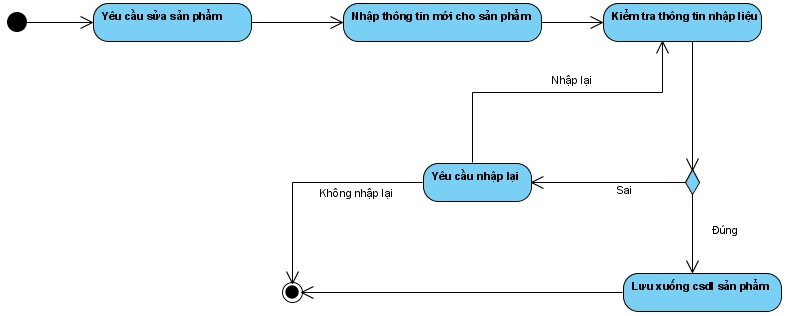 Yêu cầu sửa sản phẩm
Nhập thông tin mới cho sản phẩm
Kiểm tra thông tin nhập liệu
Nhập lại
Yêu cầu nhập lại
Không nhập lại
Sai
Đúng
Lưu xuống csdl sản phẩm